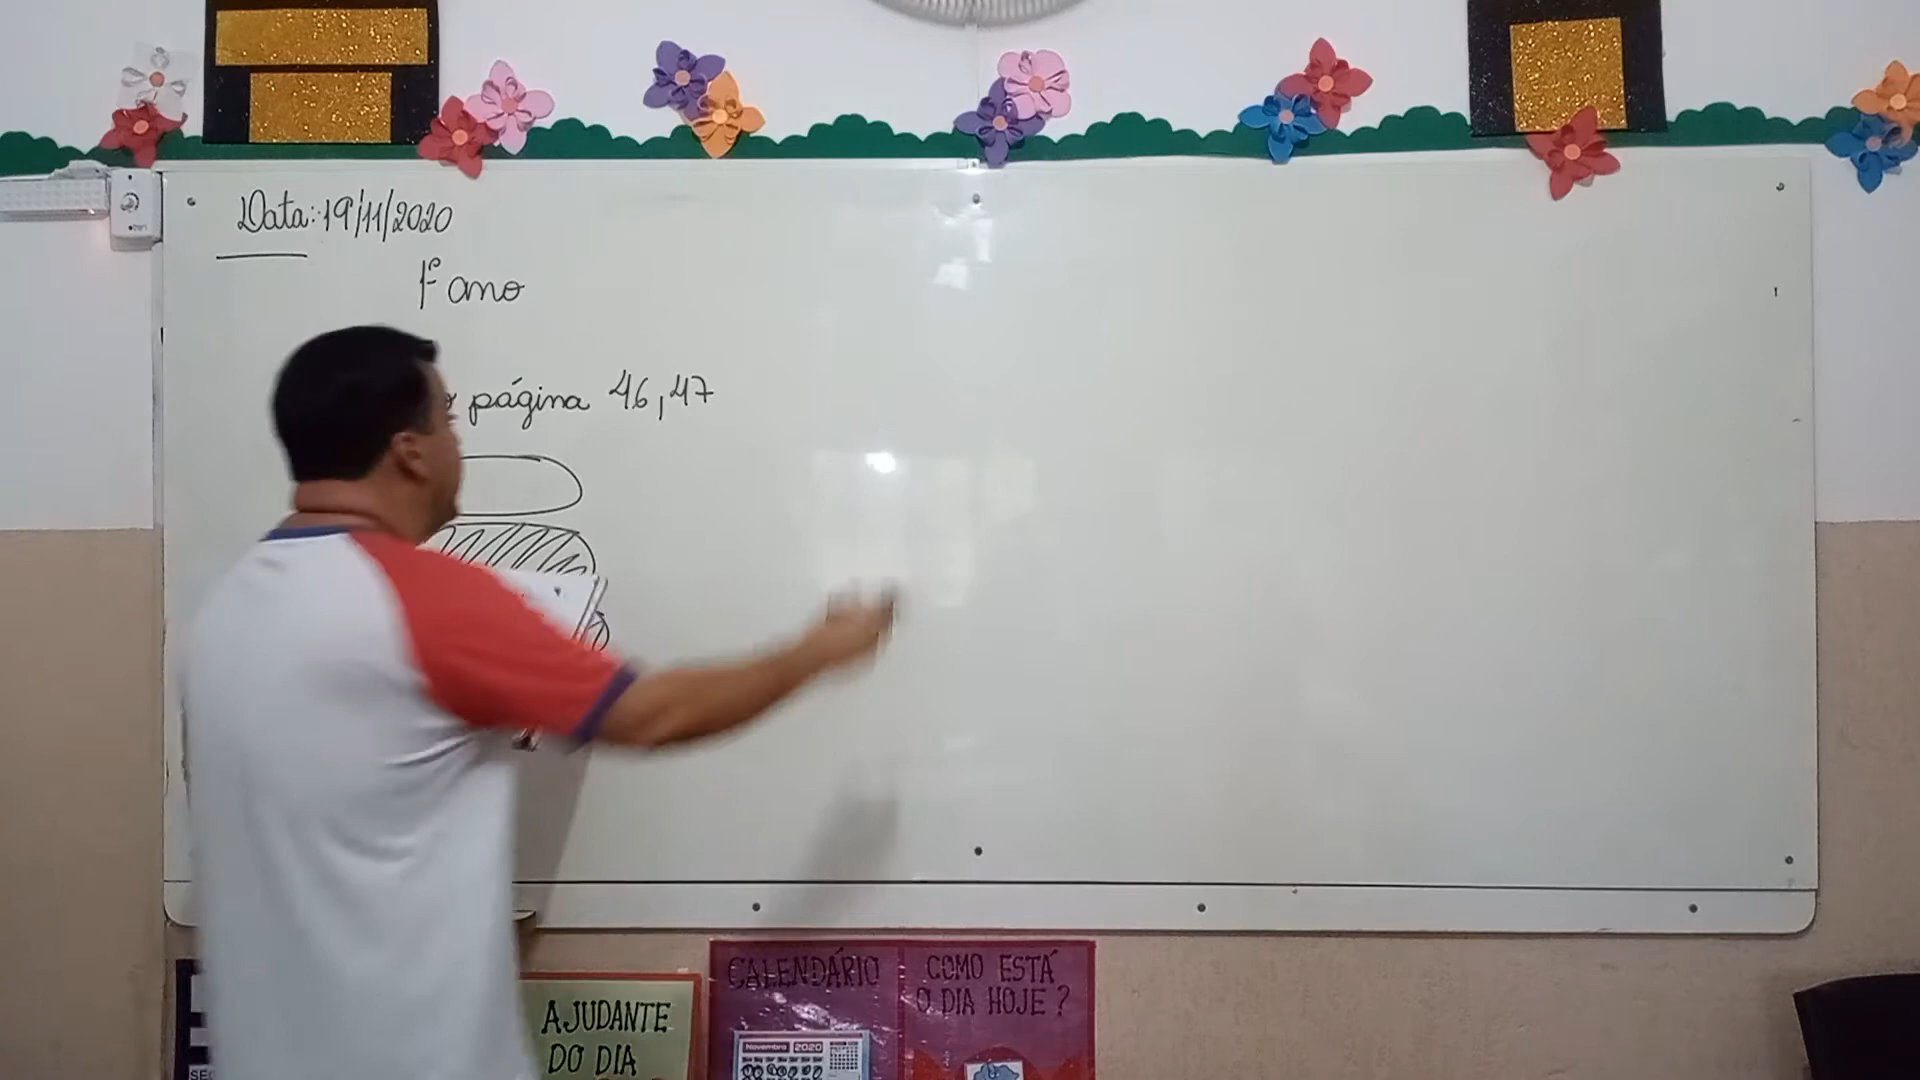 Data: 19/11/2020
1º ano
página 46, 47
CALENDÁRIO
COMO ESTÁ
O DIA HOJE?
AJUDANTE
DO DIA
Novembro 2020